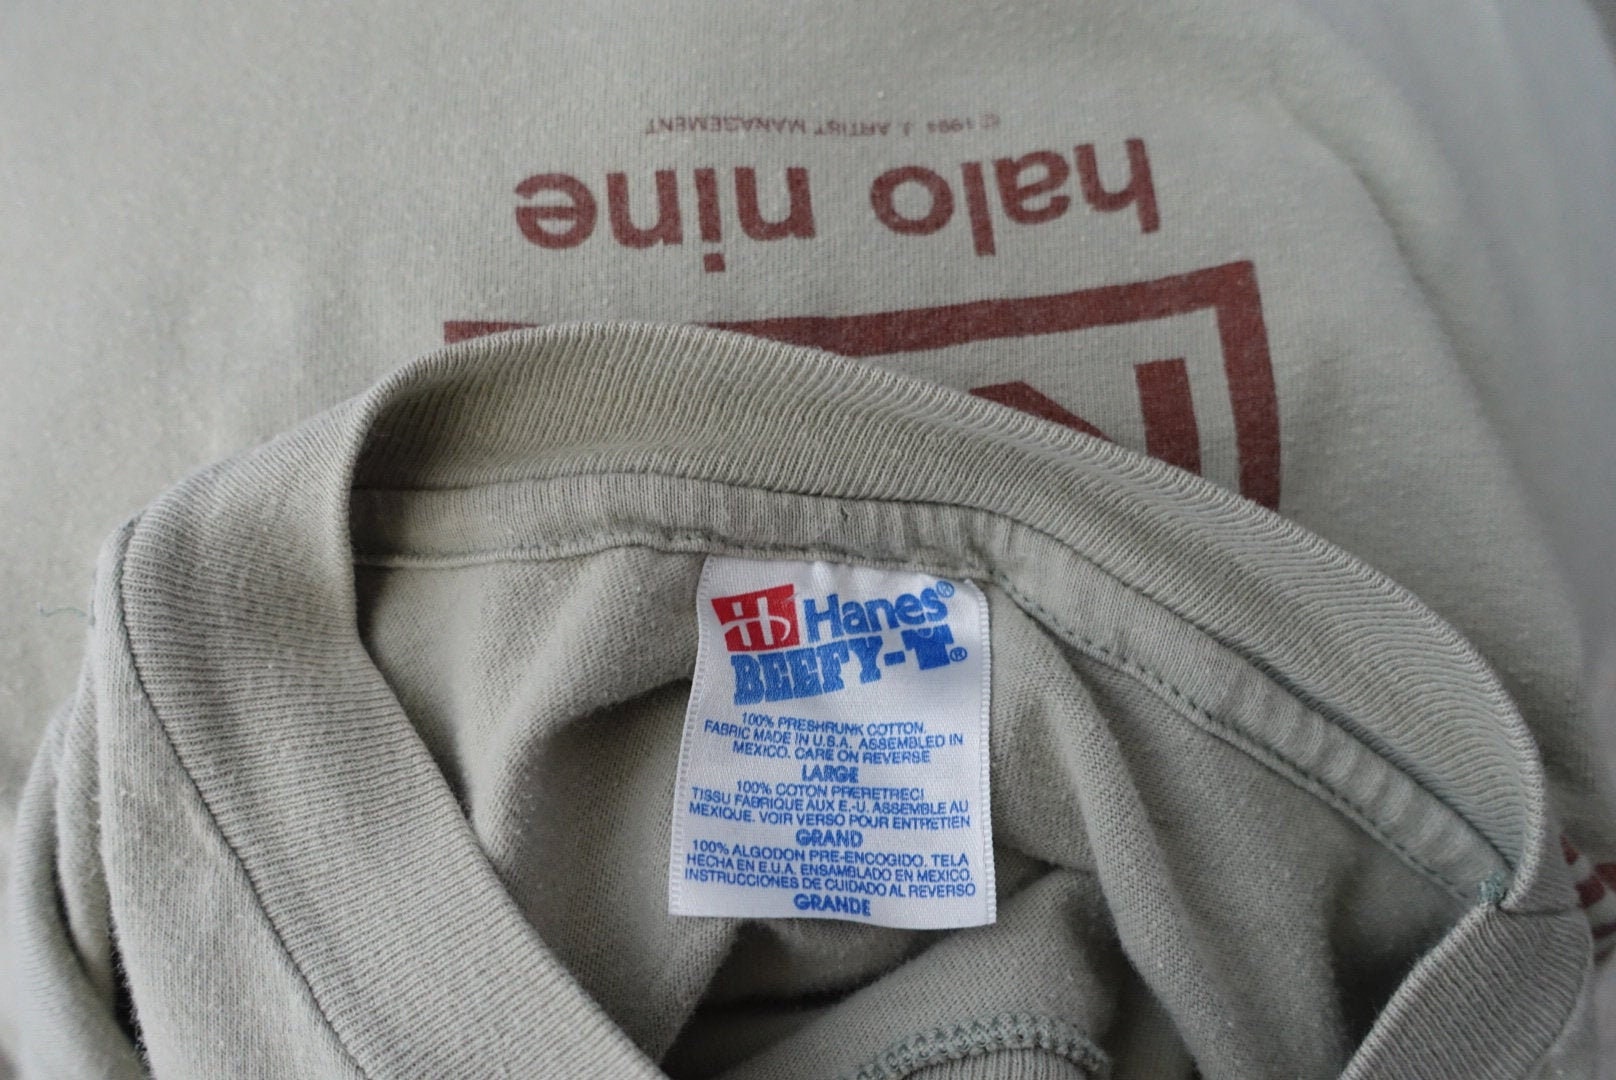 © 1994 J. ARTIST MANAGEMENT
halo nine
N
Hanes®
BEEFY-T®
100% PRESHRUNK COTTON.
FABRIC MADE IN U.S.A. ASSEMBLED IN
MEXICO. CARE ON REVERSE
LARGE
100% COTON PRERETRECI
TISSU FABRIQUE AUX E.-U. ASSEMBLE AU
MEXIQUE. VOIR VERSO POUR ENTRETIEN
GRAND
100% ALGODON PRE-ENCOGIDO. TELA
HECHA EN E.U.A. ENSAMBLADO EN MEXICO.
INSTRUCCIONES DE CUIDADO AL REVERSO
GRANDE